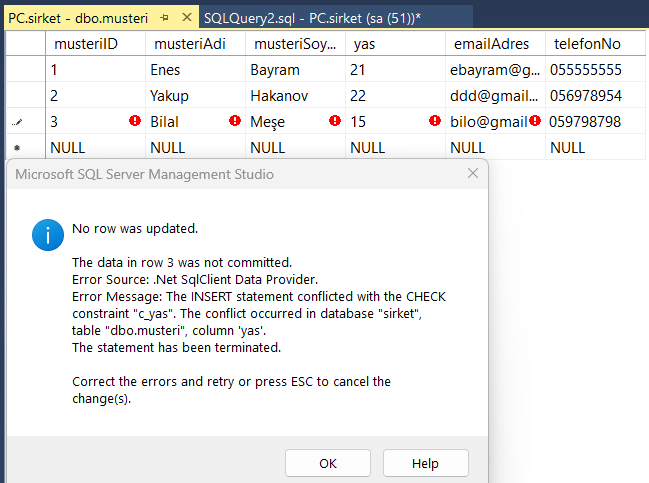 PC.sirket - dbo.musteri SQLQuery2.sql - PC.sirket (sa (51))*
musteriID musteriAdi musteriSoy... yas emailAdres telefonNo
1 Enes Bayram 21 ebayram@g... 055555555
2 Yakup Hakanov 22 ddd@gmail... 056978954
3 Bilal Meşe 15 bilo@gmail 059798798
NULL NULL NULL NULL NULL NULL
Microsoft SQL Server Management Studio
No row was updated.
The data in row 3 was not committed.
Error Source: .Net SqlClient Data Provider.
Error Message: The INSERT statement conflicted with the CHECK
constraint "c_yas". The conflict occurred in database "sirket",
table "dbo.musteri", column 'yas'.
The statement has been terminated.
Correct the errors and retry or press ESC to cancel the
change(s).
OK Help